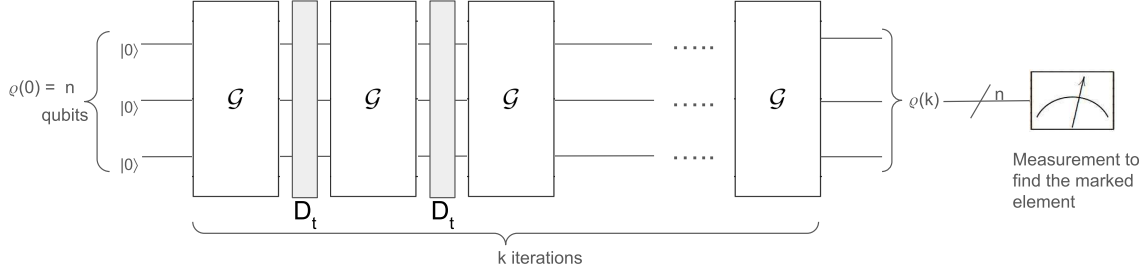 |0⟩
|0⟩
|0⟩
ϱ(0) = n
qubits
𝒢
𝒢
𝒢
.....
.....
.....
𝒢
ϱ(k)
n
D_t
D_t
k iterations
Measurement to
find the marked
element